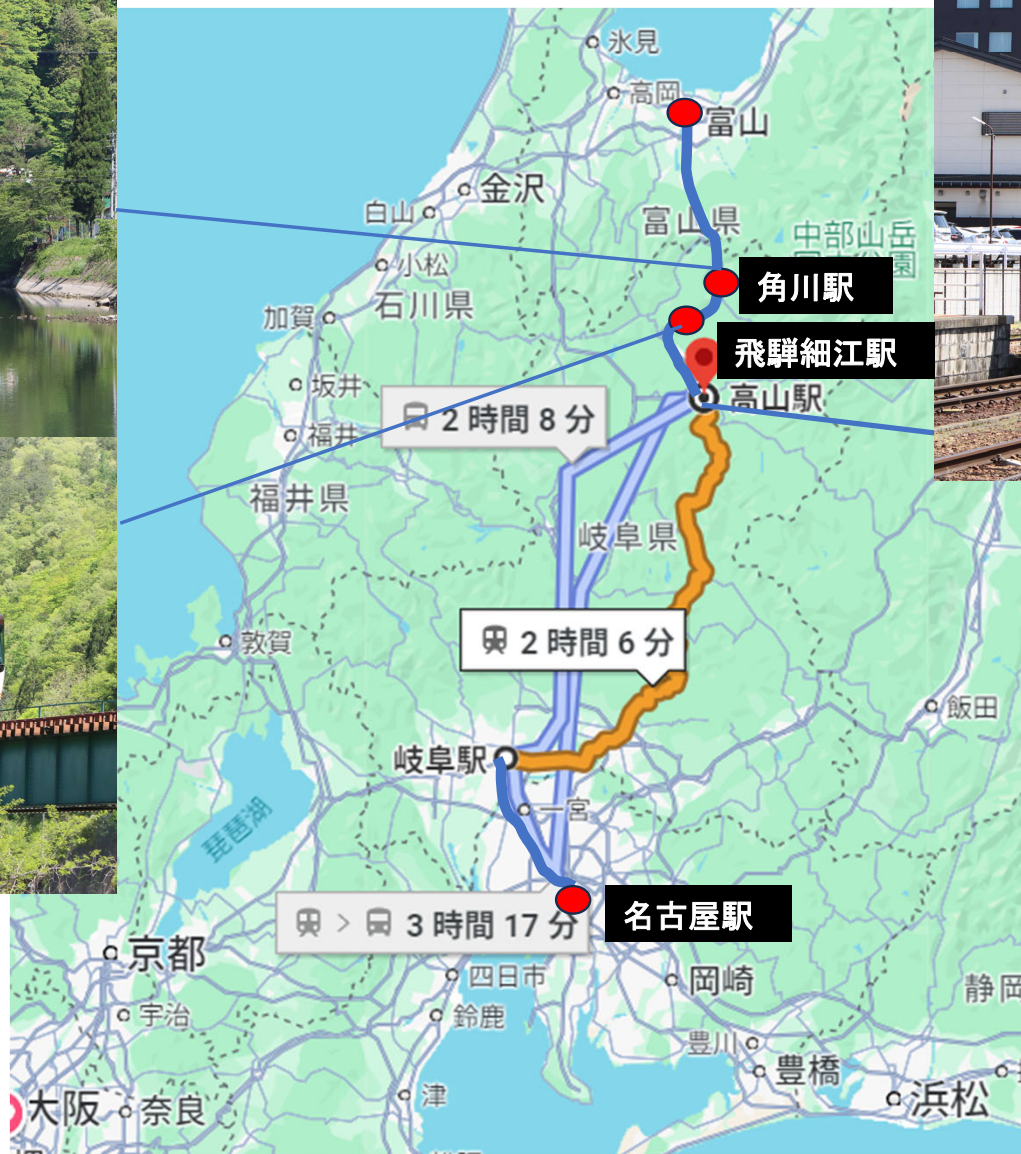 氷見
高岡
富山
金沢
白山
富山県
中部山岳
園
小松
角川駅
石川県
加賀
飛騨細江駅
坂井
高山駅
2 時間 8 分
福井
福井県
岐阜県
2 時間 6 分
敦賀
飯田
岐阜駅
一宮
琵琶湖
3 時間 17 分
名古屋駅
京都
四日市
岡崎
静岡
宇治
鈴鹿
豊川
豊橋
大阪
奈良
津
浜松